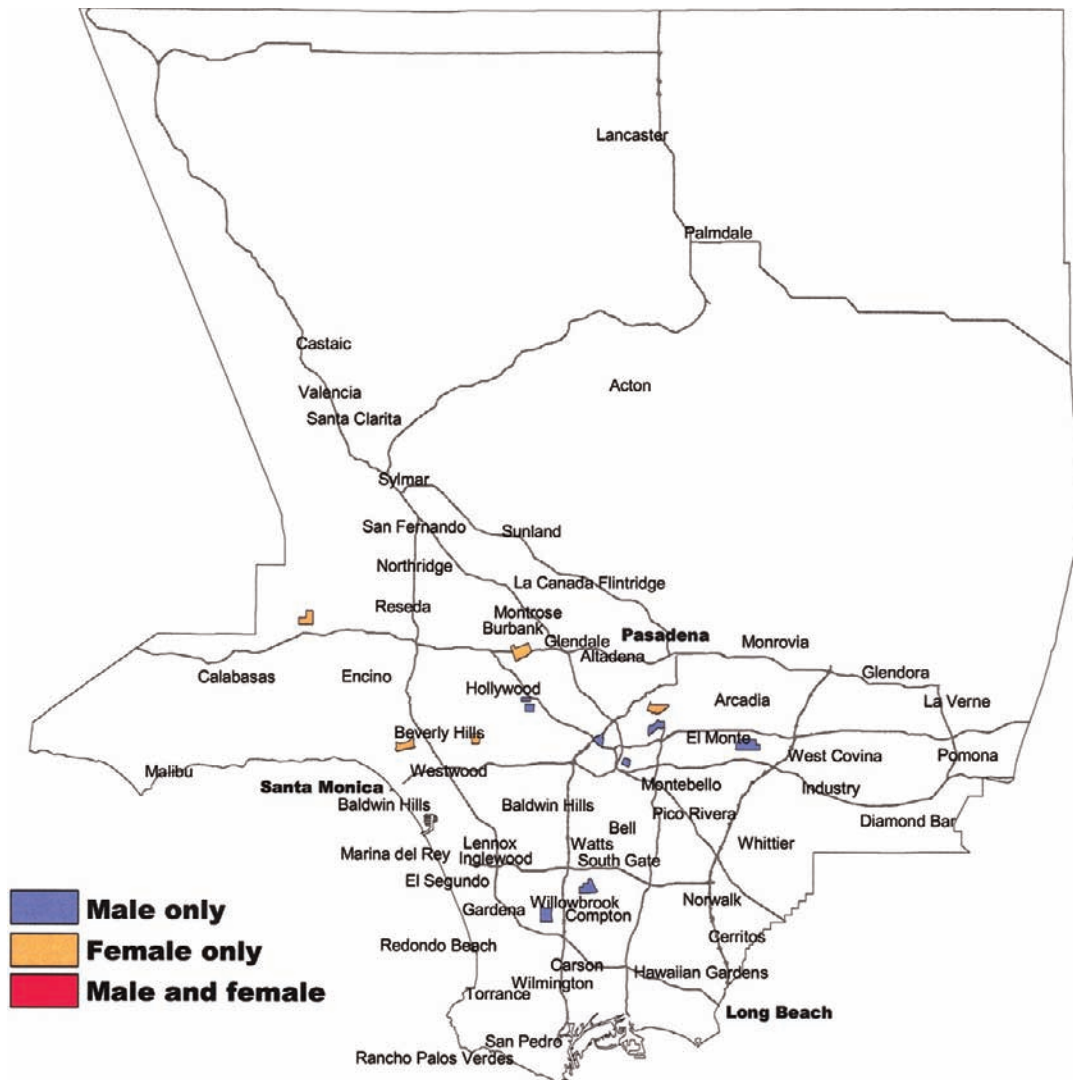 Lancaster
Palmdale
Castaic
Acton
Valencia
Santa Clarita
Sylmar
San Fernando
Sunland
Northridge
La Canada Flintridge
Reseda
Montrose
Burbank
Glendale
Pasadena
Monrovia
Altadena
Glendora
Calabasas
Encino
Hollywood
Arcadia
La Verne
Beverly Hills
El Monte
West Covina
Pomona
Malibu
Westwood
Santa Monica
Montebello
Industry
Baldwin Hills
Baldwin Hills
Pico Rivera
Diamond Bar
Bell
Marina del Rey
Lennox
Watts
Whittier
Inglewood
South Gate
El Segundo
Willowbrook
Norwalk
Gardena
Compton
Redondo Beach
Cerritos
Carson
Hawaiian Gardens
Wilmington
Torrance
Long Beach
San Pedro
Rancho Palos Verdes
Male only
Female only
Male and female